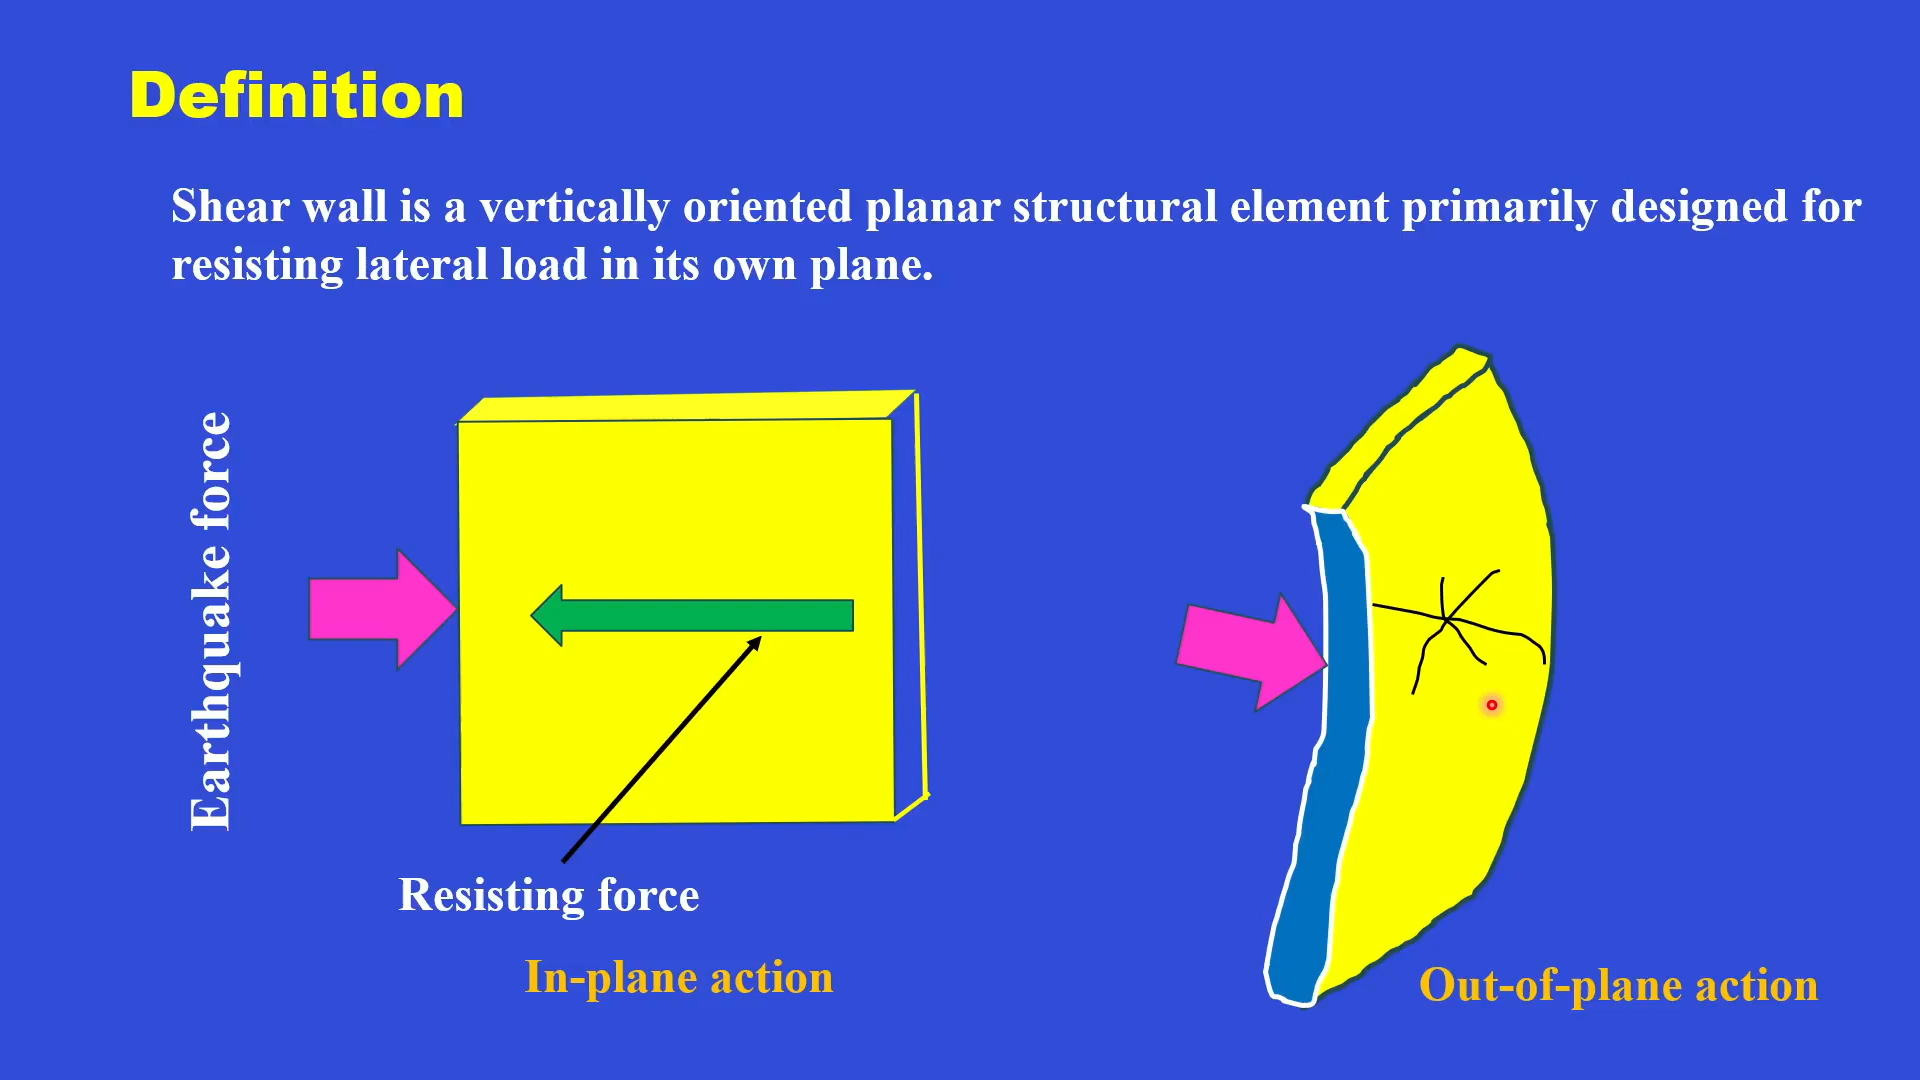 Definition
Shear wall is a vertically oriented planar structural element primarily designed for
resisting lateral load in its own plane.
Earthquake force
Resisting force
In-plane action
Out-of-plane action